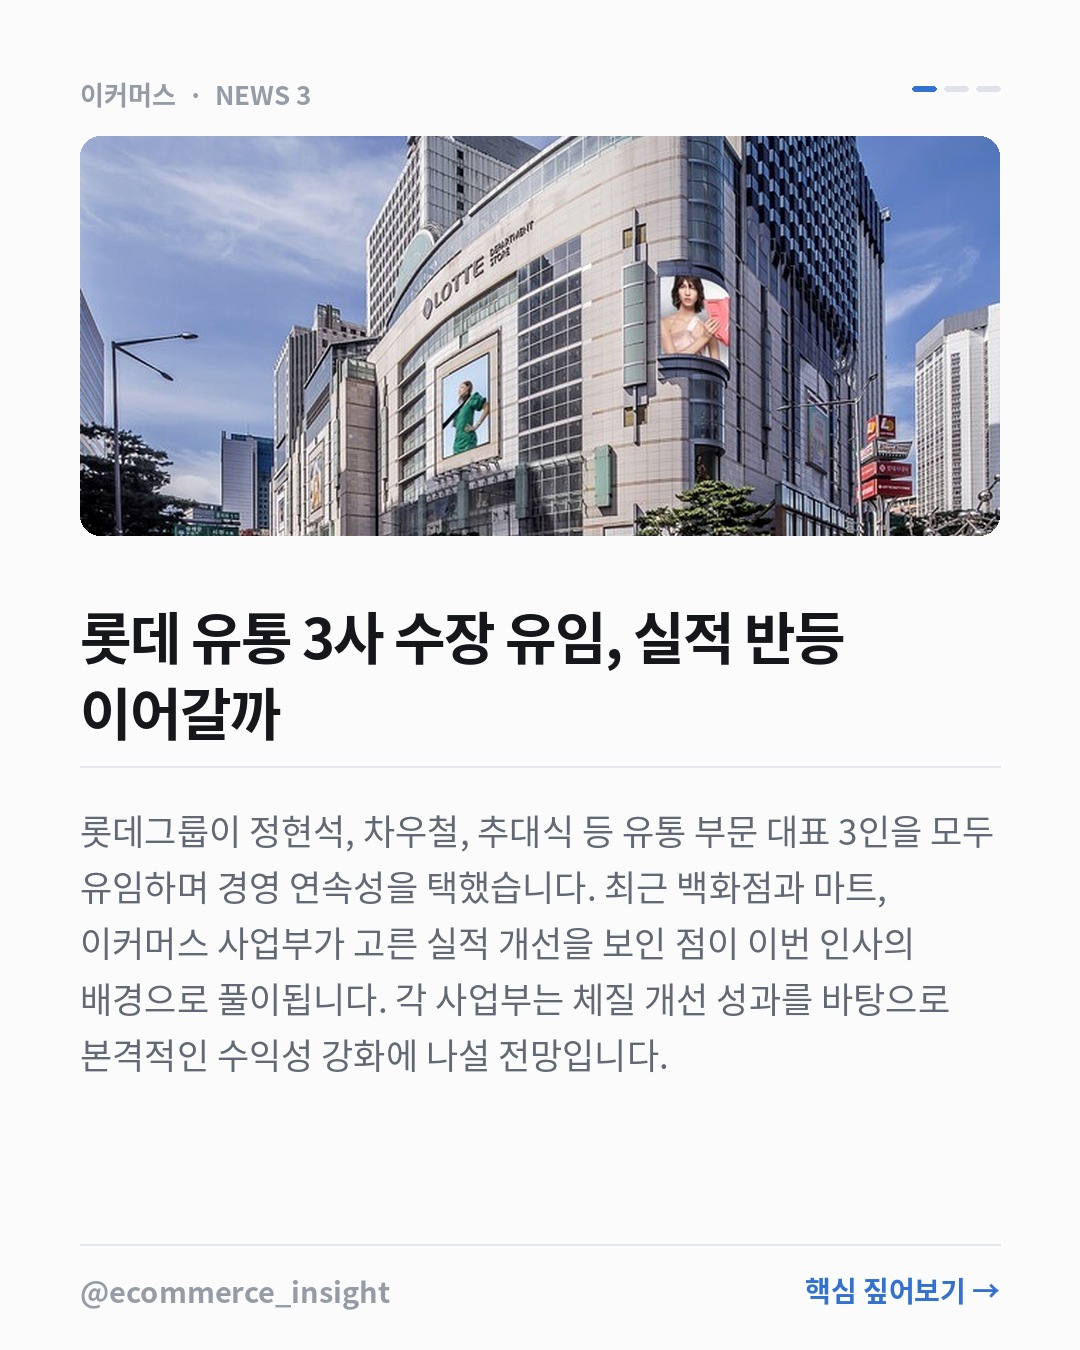 이커머스 · NEWS 3
LOTTE DEPARTMENT STORE
롯데 유통 3사 수장 유임, 실적 반등
이어갈까
롯데그룹이 정현석, 차우철, 추대식 등 유통 부문 대표 3인을 모두
유임하며 경영 연속성을 택했습니다. 최근 백화점과 마트,
이커머스 사업부가 고른 실적 개선을 보인 점이 이번 인사의
배경으로 풀이됩니다. 각 사업부는 체질 개선 성과를 바탕으로
본격적인 수익성 강화에 나설 전망입니다.
@ecommerce_insight
핵심 짚어보기 →